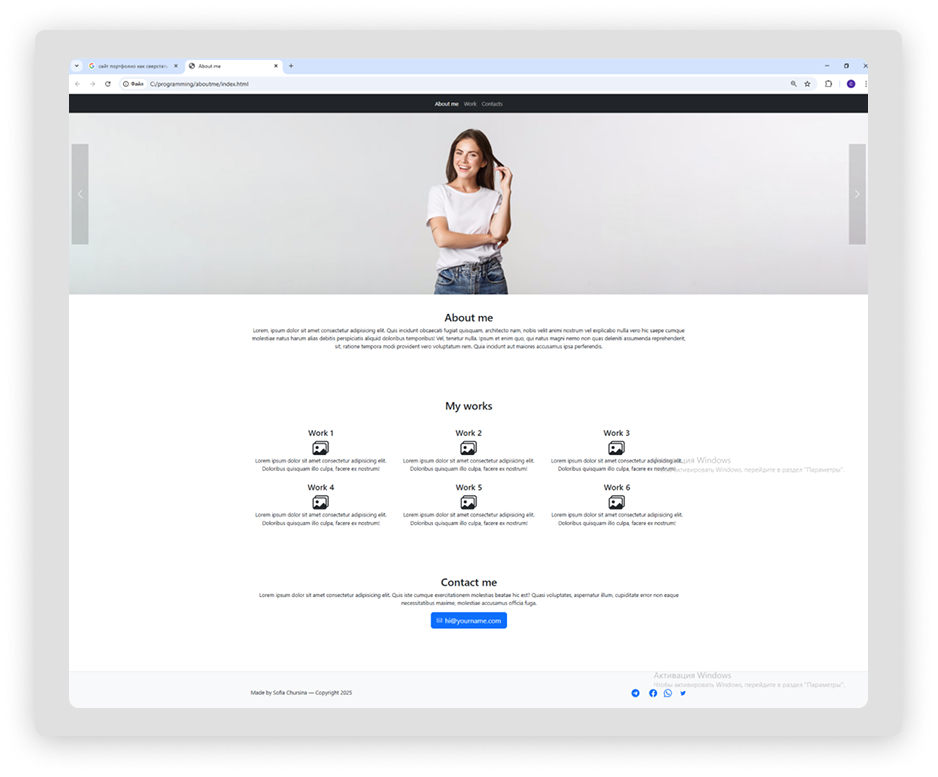 сайт портфолио как сверстать
About me
Файл
C:/programming/aboutme/index.html
About me Work Contacts
About me
Lorem, ipsum dolor sit amet consectetur adipisicing elit. Quis incidunt obcaecati fugiat quisquam, architecto nam, nobis velit animi nostrum vel explicabo nulla vero hic saepe cumque
molestiae natus harum alias debitis perspiciatis aliquid doloribus temporibus! Vel, tenetur nulla. Ipsum et enim quo, qui natus magni nemo non quas deleniti assumenda reprehenderit,
sit, ratione tempora modi provident vero voluptatum rem. Quia incidunt aut maiores accusamus ipsa perferendis.
My works
Work 1
Lorem ipsum dolor sit amet consectetur adipisicing elit.
Doloribus quisquam illo culpa, facere ex nostrum!
Work 2
Lorem ipsum dolor sit amet consectetur adipisicing elit.
Doloribus quisquam illo culpa, facere ex nostrum!
Work 3
Lorem ipsum dolor sit amet consectetur adipisicing elit.
Doloribus quisquam illo culpa, facere ex nostrum!
Work 4
Lorem ipsum dolor sit amet consectetur adipisicing elit.
Doloribus quisquam illo culpa, facere ex nostrum!
Work 5
Lorem ipsum dolor sit amet consectetur adipisicing elit.
Doloribus quisquam illo culpa, facere ex nostrum!
Work 6
Lorem ipsum dolor sit amet consectetur adipisicing elit.
Doloribus quisquam illo culpa, facere ex nostrum!
Windows
активировать Windows, перейдите в раздел "Параметры".
Contact me
Lorem ipsum dolor sit amet consectetur adipisicing elit. Quis iste cumque exercitationem molestias beatae hic est! Quasi voluptates, aspernatur illum, cupiditate error non eaque
necessitatibus maxime, molestiae accusamus officia fuga.
hi@yourname.com
Активация Windows
Чтобы активировать Windows, перейдите в раздел "Параметры".
Made by Sofia Chursina — Copyright 2025